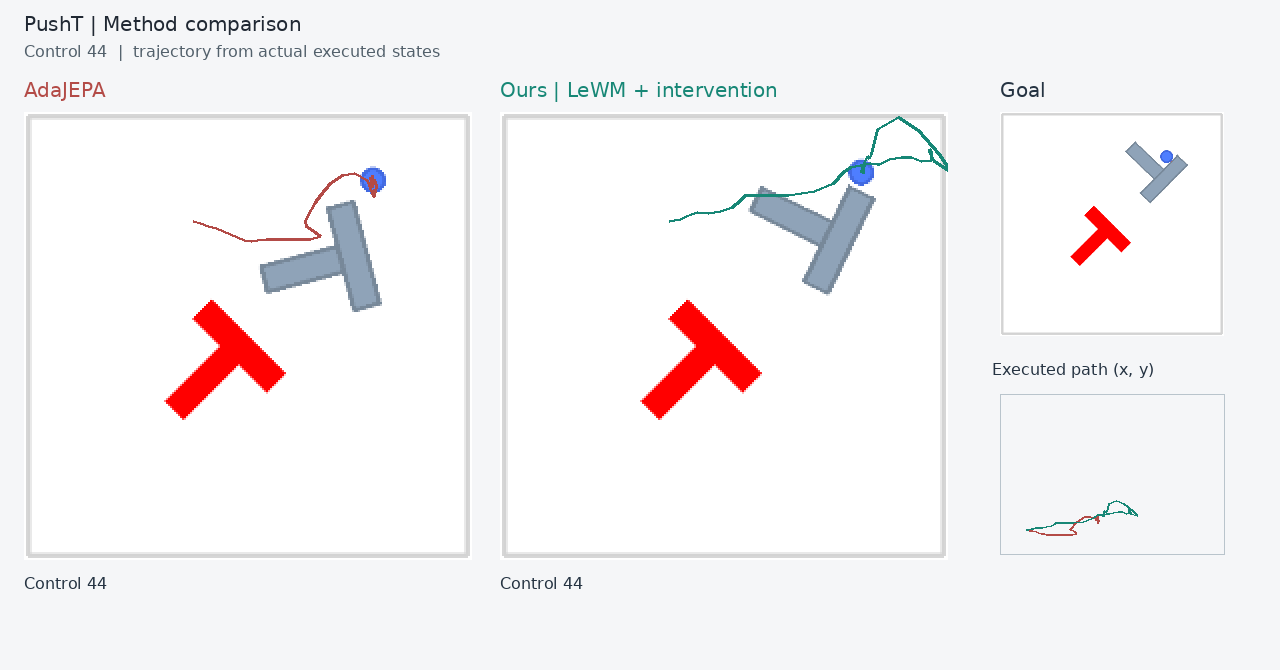 PushT | Method comparison
Control 44  |  trajectory from actual executed states
AdaJEPA
Ours | LeWM + intervention
Goal
Executed path (x, y)
Control 44
Control 44